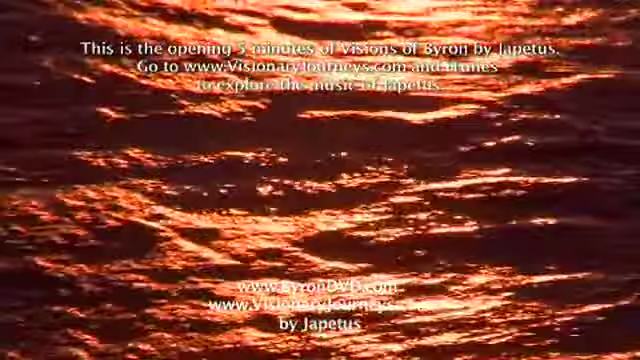 This is the opening 5 minutes of Visions of Byron by Japetus.
Go to www.VisionaryJourneys.com and iTunes
to explore the music of Japetus.
www.ByronDVD.com
www.VisionaryJourneys
by Japetus